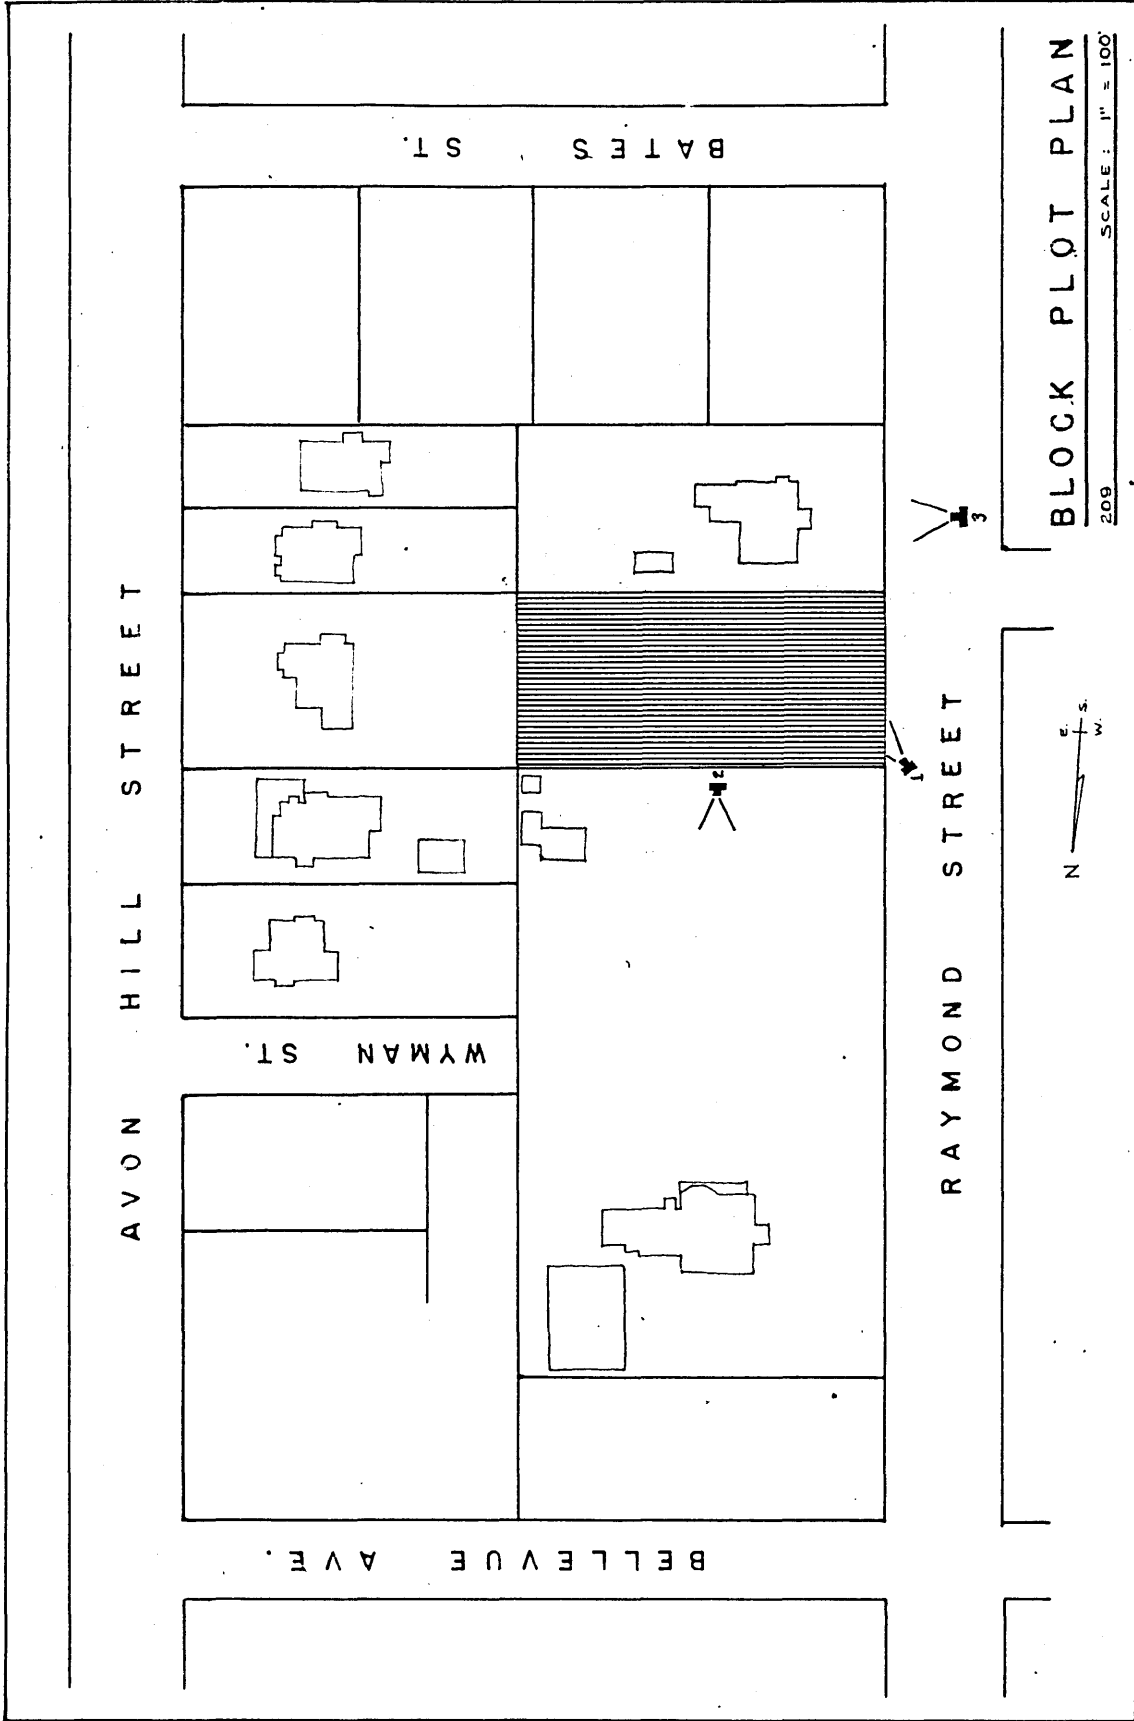 AVON HILL STREET
BATES ST.
WYMAN ST.
BELLEVUE AVE.
RAYMOND STREET
1
2
3
N
E.
S.
W.
BLOCK PLOT PLAN
209
SCALE : 1" = 100'